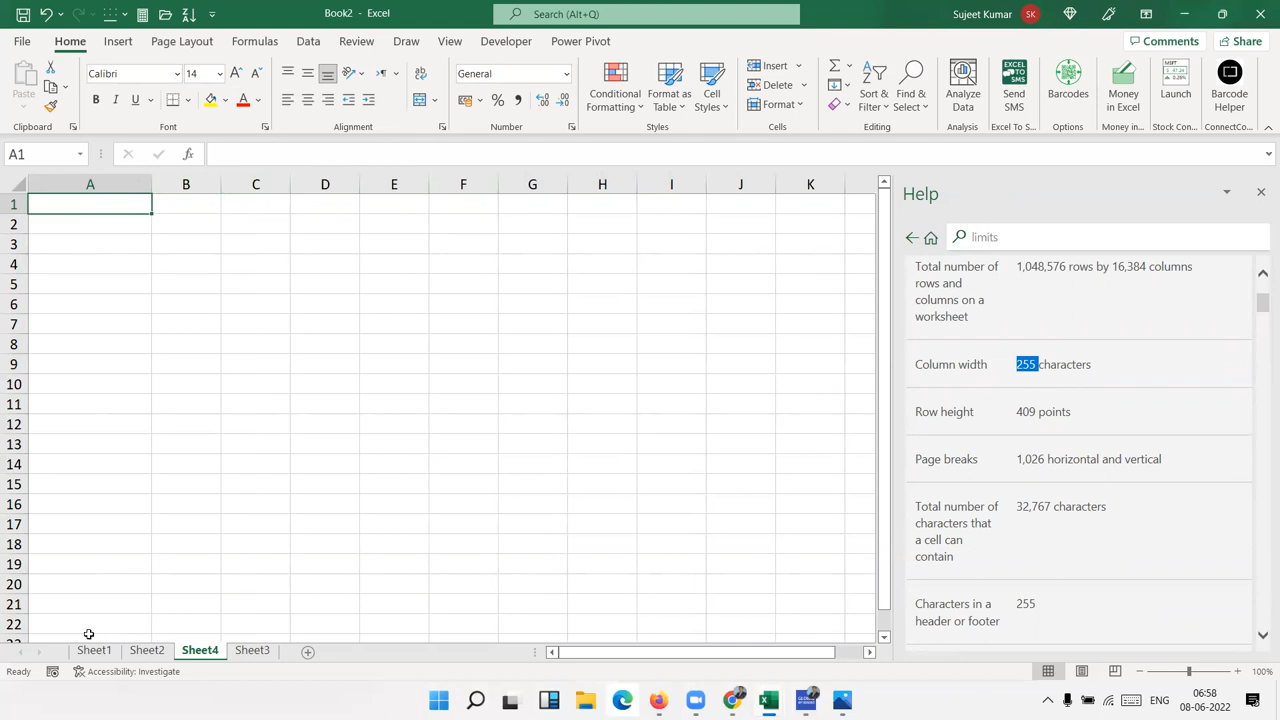 Book2 - Excel
Search (Alt+Q)
Sujeet Kumar
SK
File
Home
Insert
Page Layout
Formulas
Data
Review
Draw
View
Developer
Power Pivot
Comments
Share
Paste
Calibri
14
General
Conditional Formatting
Format as Table
Cell Styles
Insert
Delete
Format
Sort & Filter
Find & Select
Analyze Data
Send SMS
Barcodes
Money in Excel
Launch
Barcode Helper
Clipboard
Font
Alignment
Number
Styles
Cells
Editing
Analysis
Excel To S...
Options
Money in...
Stock Con...
ConnectCo...
A1
fx
A B C D E F G H I J K
1
2
3
4
5
6
7
8
9
10
11
12
13
14
15
16
17
18
19
20
21
22
Help
limits
Total number of rows and columns on a worksheet
1,048,576 rows by 16,384 columns
Column width
255 characters
Row height
409 points
Page breaks
1,026 horizontal and vertical
Total number of characters that a cell can contain
32,767 characters
Characters in a header or footer
255
Sheet1
Sheet2
Sheet4
Sheet3
Ready
Accessibility: Investigate
100%
ENG
06:58
08-06-2022